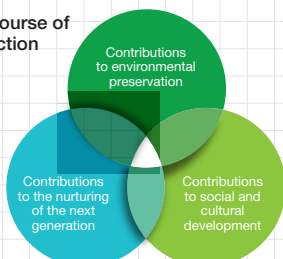 ourse of
ction
Contributions
to environmental
preservation
Contributions
to the nurturing
of the next
generation
Contributions
to social and
cultural
development